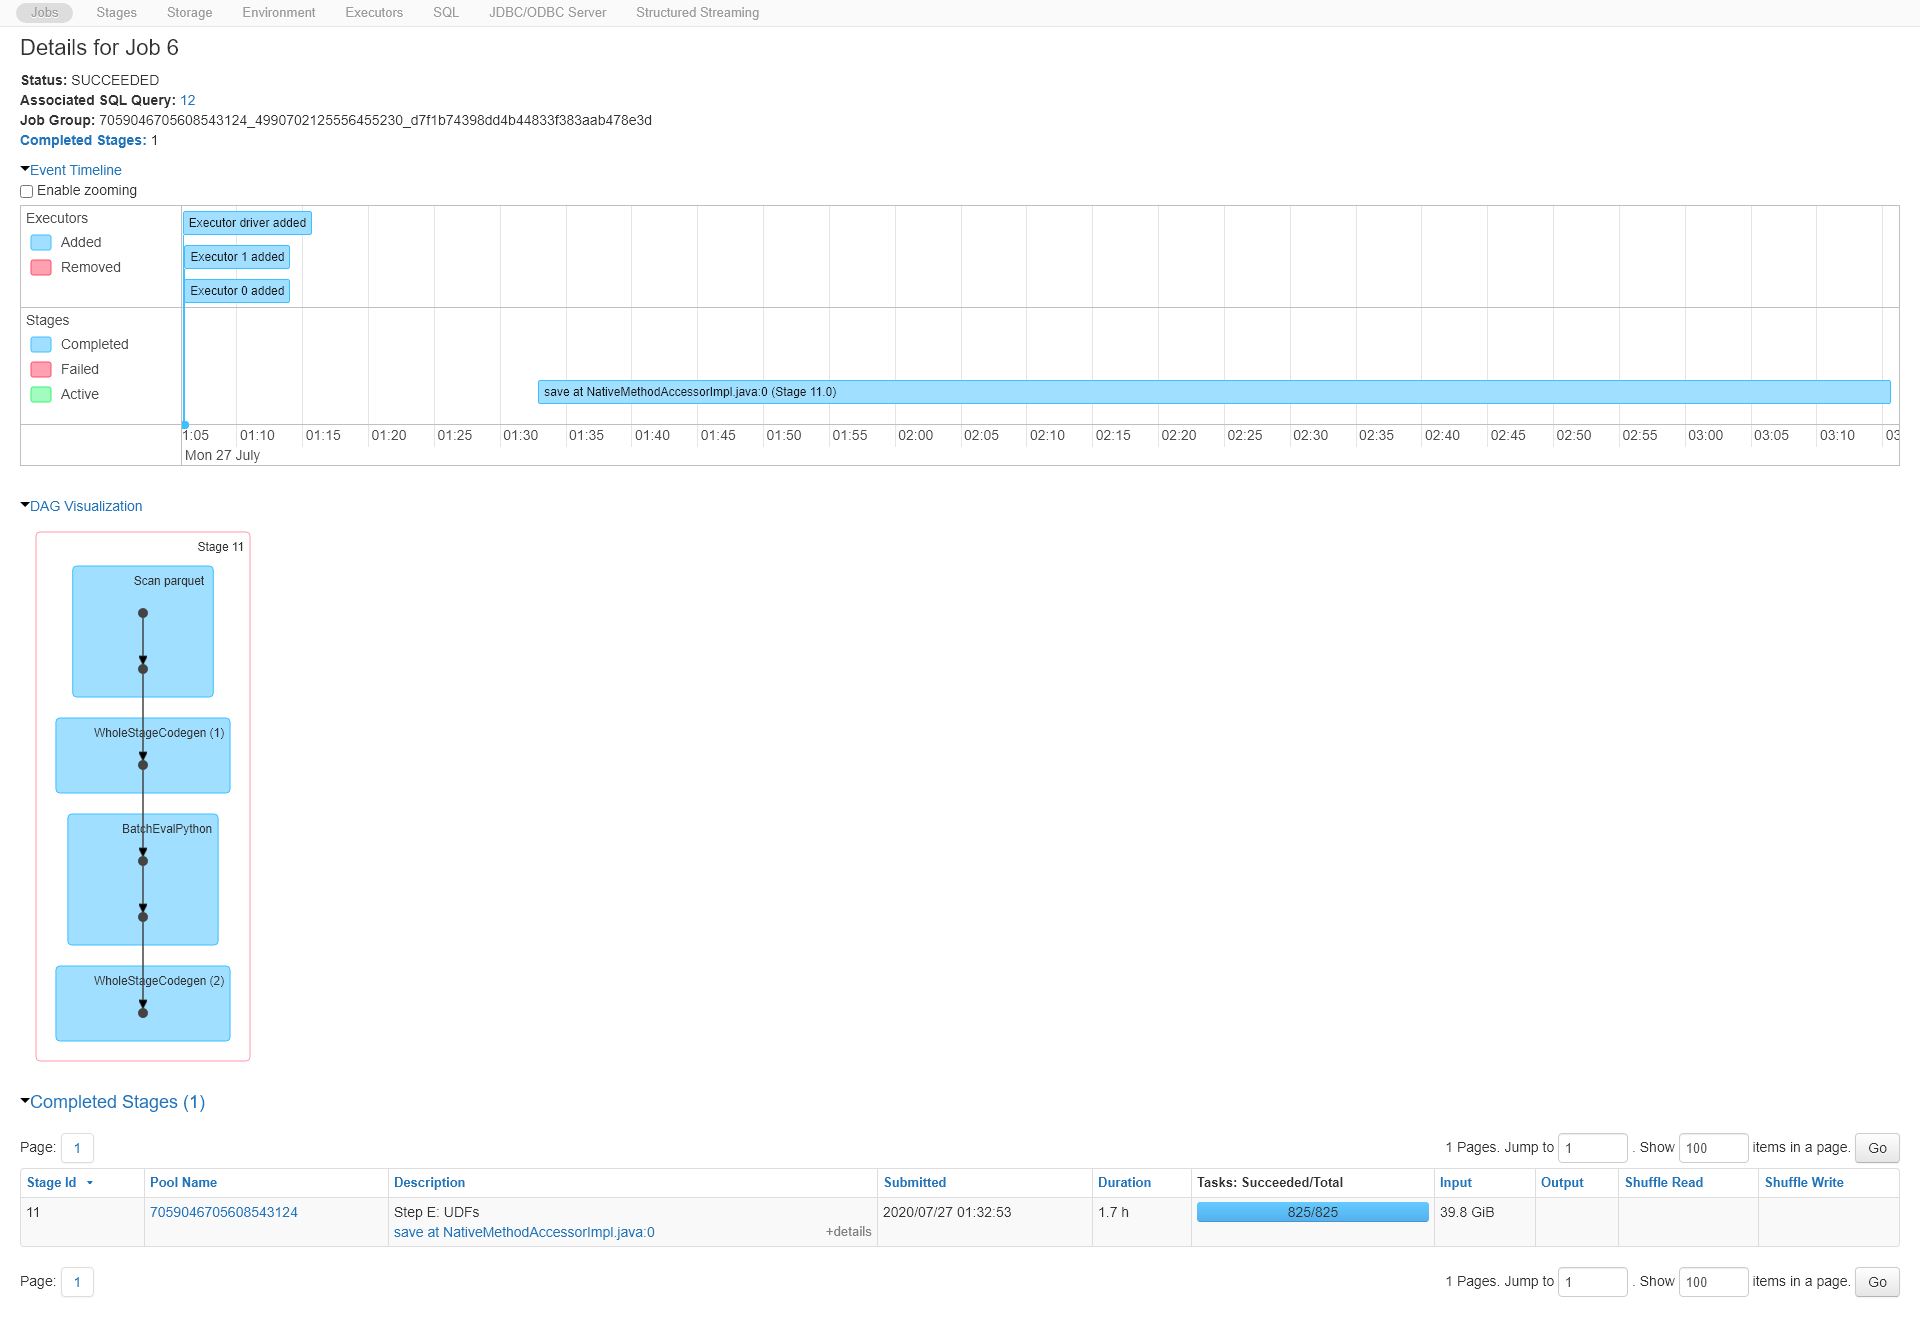 Jobs Stages Storage Environment Executors SQL JDBC/ODBC Server Structured Streaming
Details for Job 6
Status: SUCCEEDED
Associated SQL Query: 12
Job Group: 7059046705608543124_4990702125556455230_d7f1b74398dd4b44833f383aab478e3d
Completed Stages: 1
Event Timeline
Enable zooming
Executors
Added
Removed
Executor driver added
Executor 1 added
Executor 0 added
Stages
Completed
Failed
Active
save at NativeMethodAccessorImpl.java:0 (Stage 11.0)
1:05 01:10 01:15 01:20 01:25 01:30 01:35 01:40 01:45 01:50 01:55 02:00 02:05 02:10 02:15 02:20 02:25 02:30 02:35 02:40 02:45 02:50 02:55 03:00 03:05 03:10 03
Mon 27 July
DAG Visualization
Stage 11
Scan parquet
WholeStageCodegen (1)
BatchEvalPython
WholeStageCodegen (2)
Completed Stages (1)
Page: 1 1 Pages. Jump to 1 . Show 100 items in a page. Go
Stage Id Pool Name Description Submitted Duration Tasks: Succeeded/Total Input Output Shuffle Read Shuffle Write
11 7059046705608543124 Step E: UDFs 2020/07/27 01:32:53 1.7 h 825/825 39.8 GiB
save at NativeMethodAccessorImpl.java:0 +details
Page: 1 1 Pages. Jump to 1 . Show 100 items in a page. Go